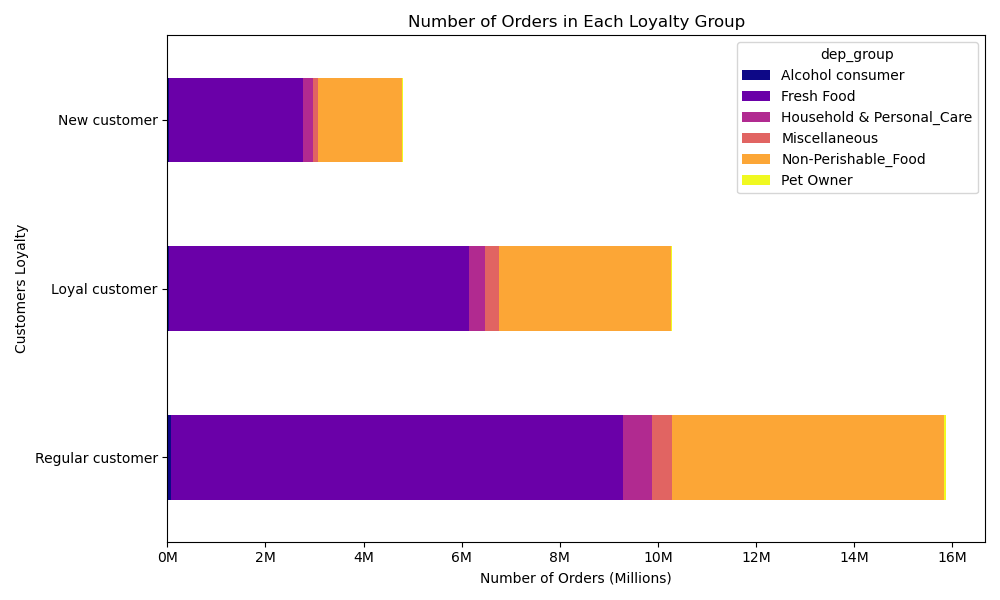 Number of Orders in Each Loyalty Group
dep_group
Alcohol consumer
Fresh Food
Household & Personal_Care
Miscellaneous
Non-Perishable_Food
Pet Owner
Customers Loyalty
New customer
Loyal customer
Regular customer
0M 2M 4M 6M 8M 10M 12M 14M 16M
Number of Orders (Millions)